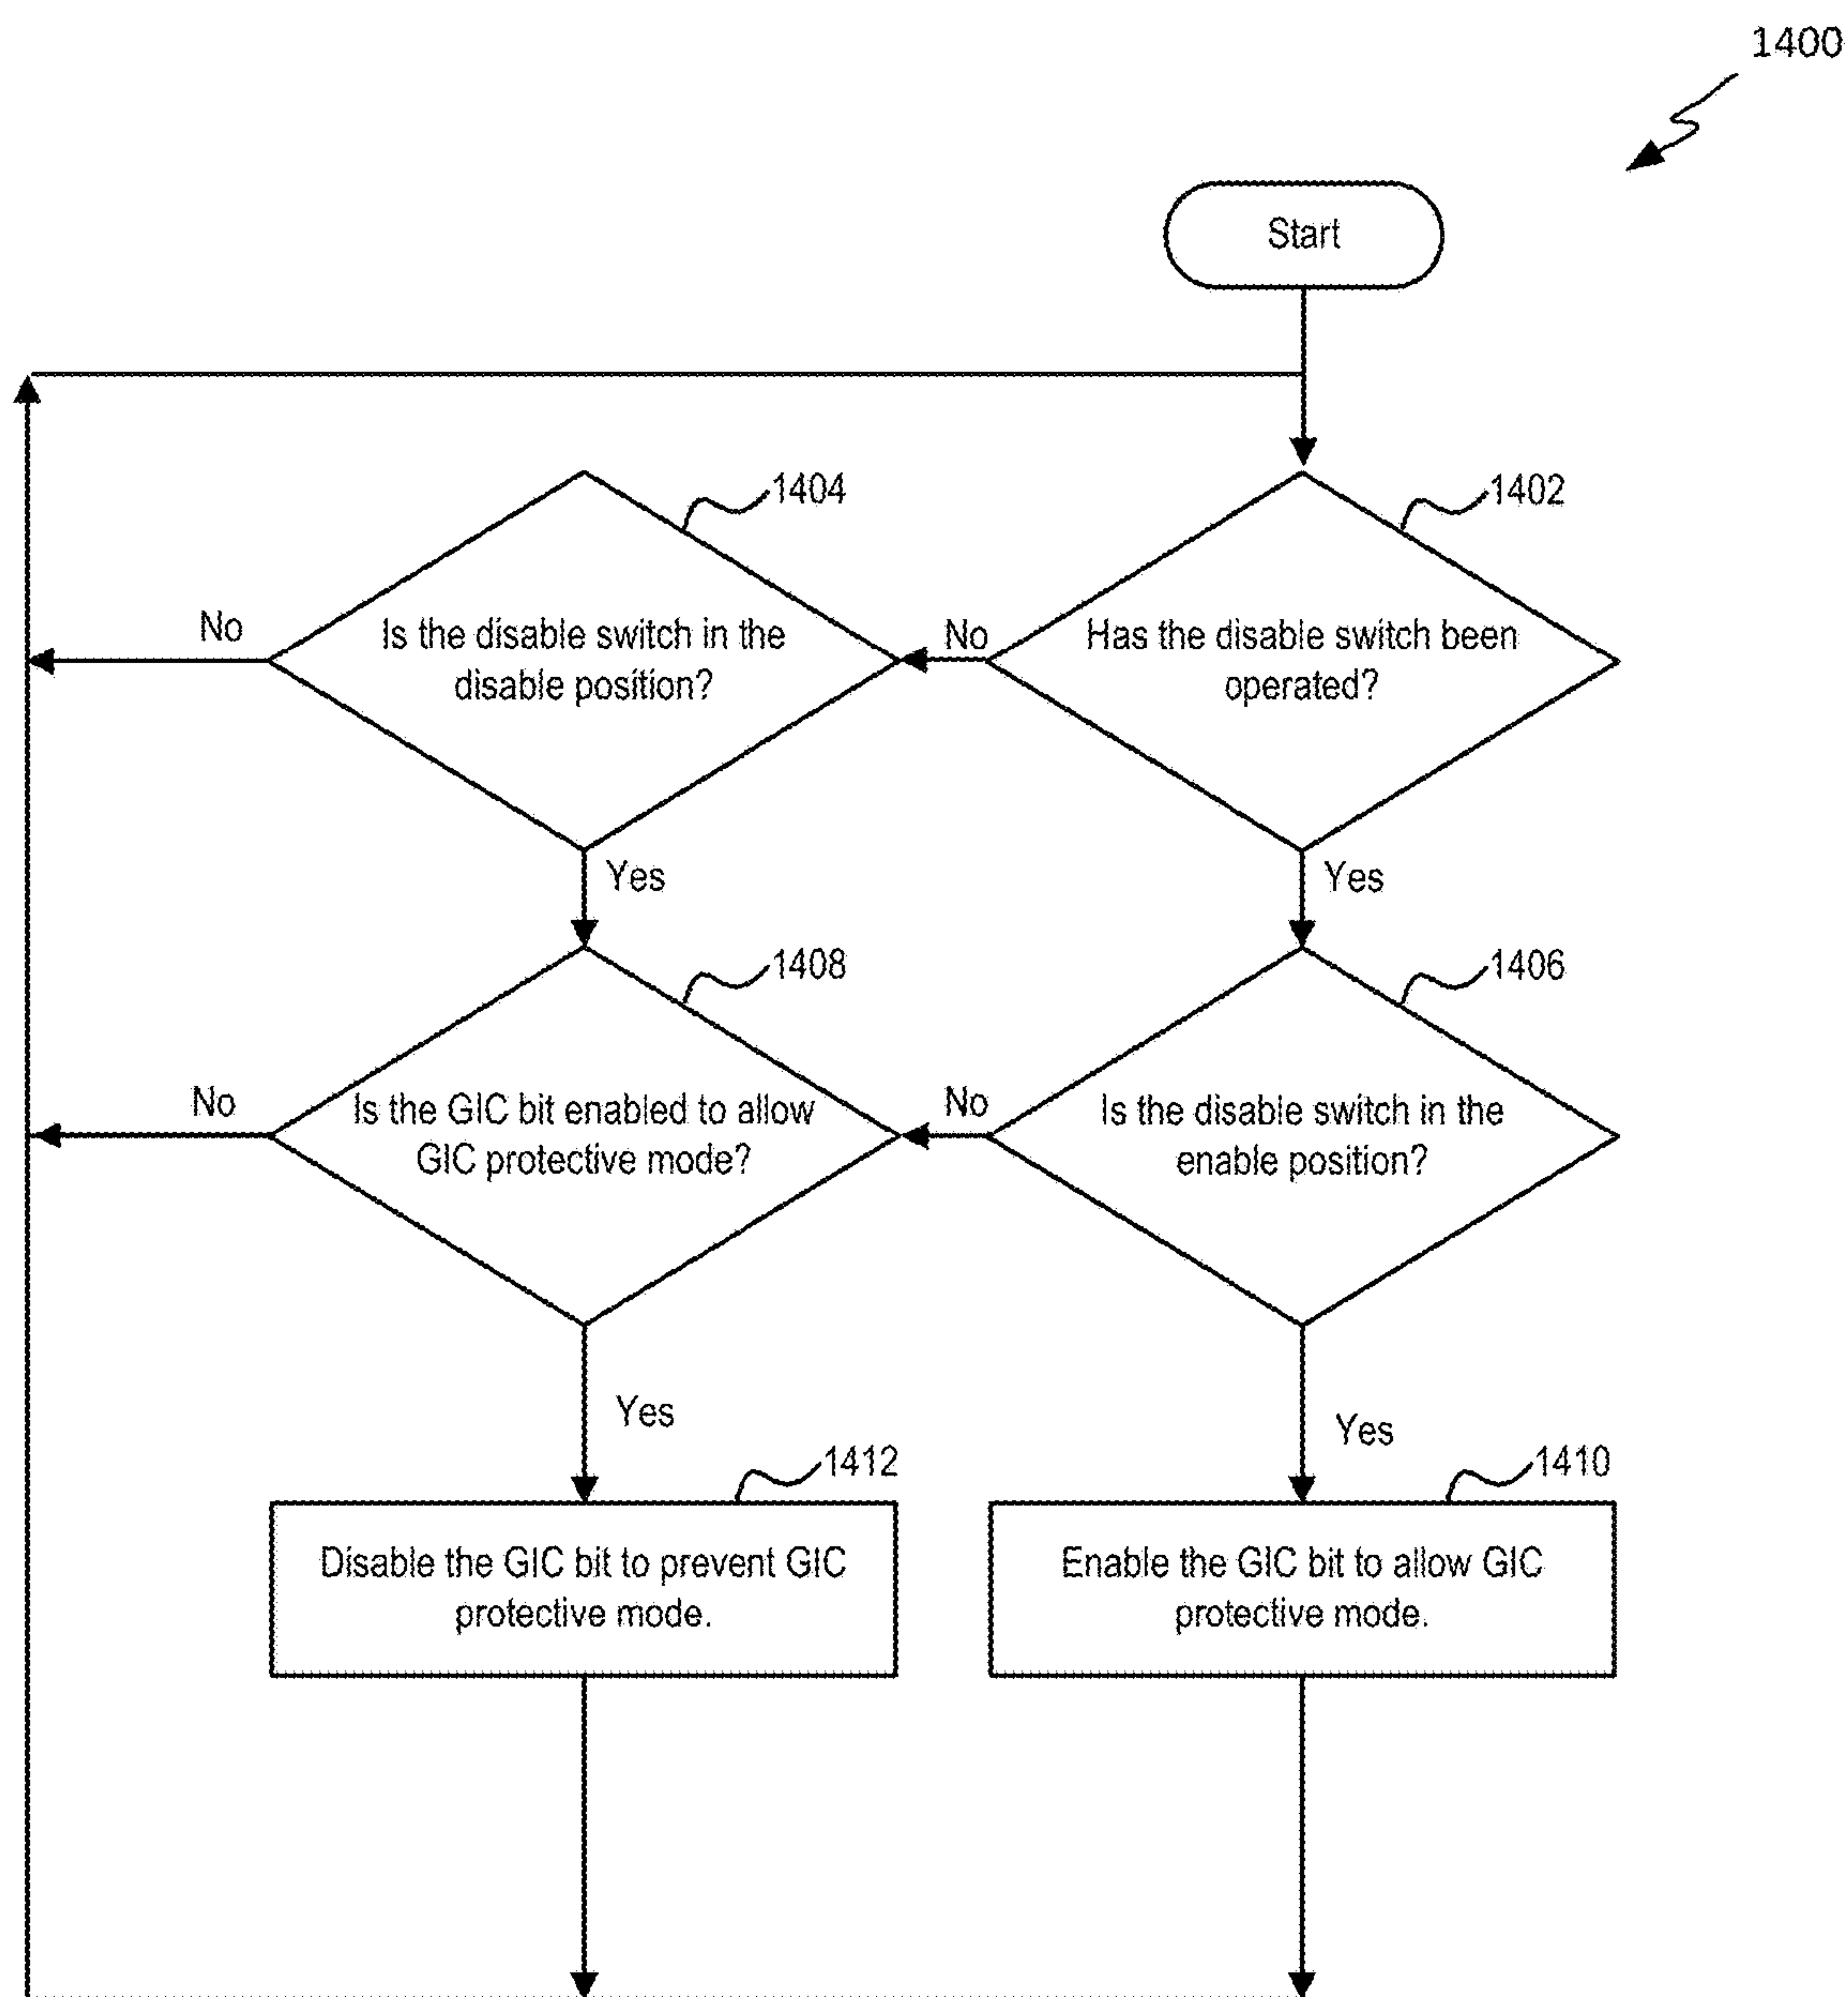 1400
Start
1404
1402
No
Is the disable switch in the
disable position?
No
Has the disable switch been
operated?
Yes
Yes
1408
1406
No
Is the GIC bit enabled to allow
GIC protective mode?
No
Is the disable switch in the
enable position?
Yes
Yes
1412
1410
Disable the GIC bit to prevent GIC
protective mode.
Enable the GIC bit to allow GIC
protective mode.